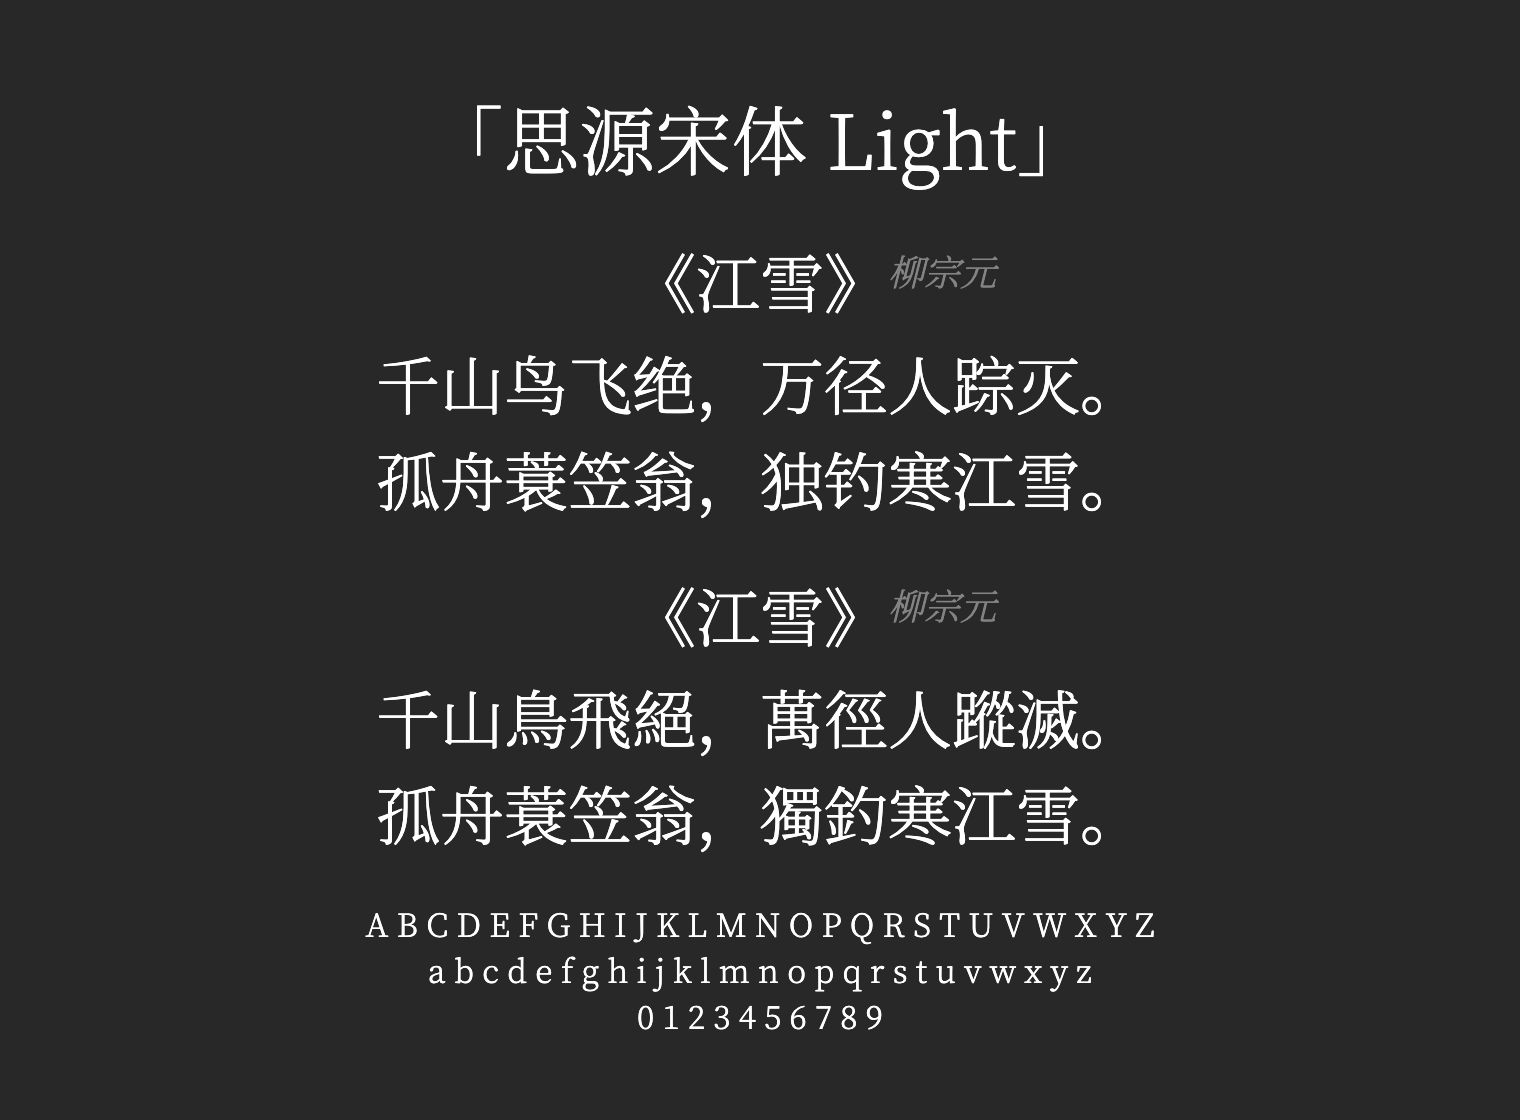 「思源宋体 Light」
《江雪》 柳宗元
千山鸟飞绝，万径人踪灭。
孤舟蓑笠翁，独钓寒江雪。
《江雪》 柳宗元
千山鳥飛絕，萬徑人蹤滅。
孤舟蓑笠翁，獨釣寒江雪。
A B C D E F G H I J K L M N O P Q R S T U V W X Y Z
a b c d e f g h i j k l m n o p q r s t u v w x y z
0 1 2 3 4 5 6 7 8 9